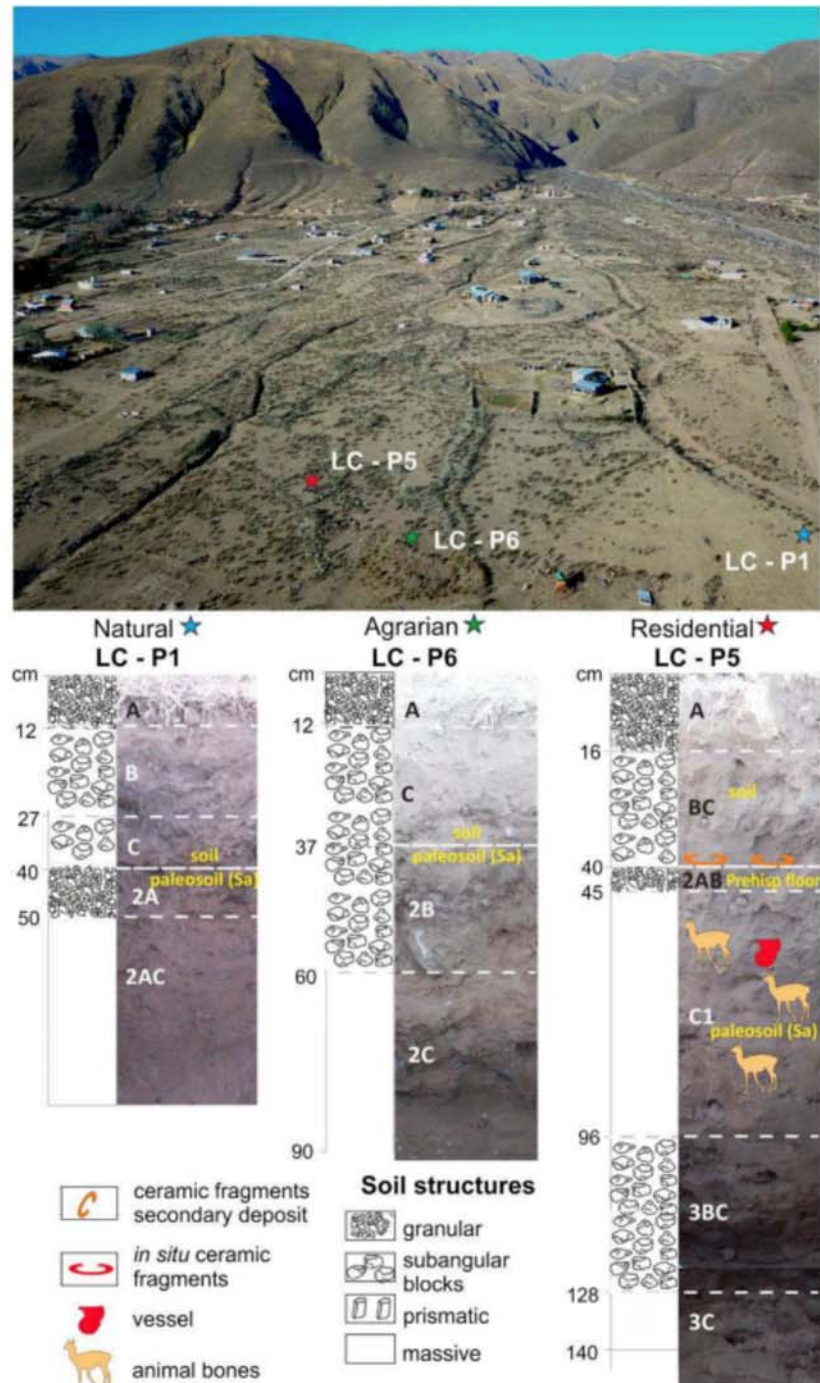 LC - P5
LC - P6
LC - P1
Natural
Agrarian
Residential
LC - P1
LC - P6
LC - P5
cm
12
27
40
50
A
B
C
soil
paleosoil (Sa)
2A
2AC
cm
12
37
60
90
A
C
soil
paleosoil (Sa)
2B
2C
cm
16
40
45
96
128
140
A
soil
BC
2AB Prehisp floor
C1
paleosoil (Sa)
3BC
3C
ceramic fragments
secondary deposit
in situ ceramic
fragments
vessel
animal bones
Soil structures
granular
subangular
blocks
prismatic
massive